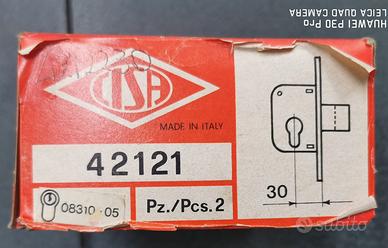 HUAWEI P30 Pro
LEICA QUAD CAMERA
CISA
MADE IN ITALY
42121
08310-05
Pz./Pcs.2
30
subito